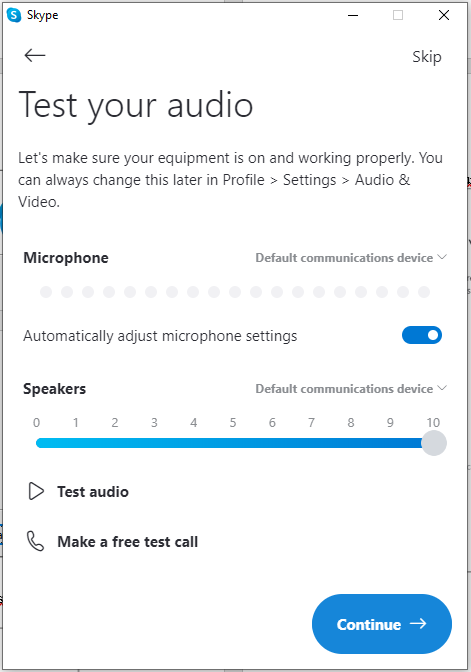 Skype
Skip
Test your audio
Let's make sure your equipment is on and working properly. You
can always change this later in Profile > Settings > Audio &
Video.
Microphone Default communications device
Automatically adjust microphone settings
Speakers Default communications device
0 1 2 3 4 5 6 7 8 9 10
Test audio
Make a free test call
Continue